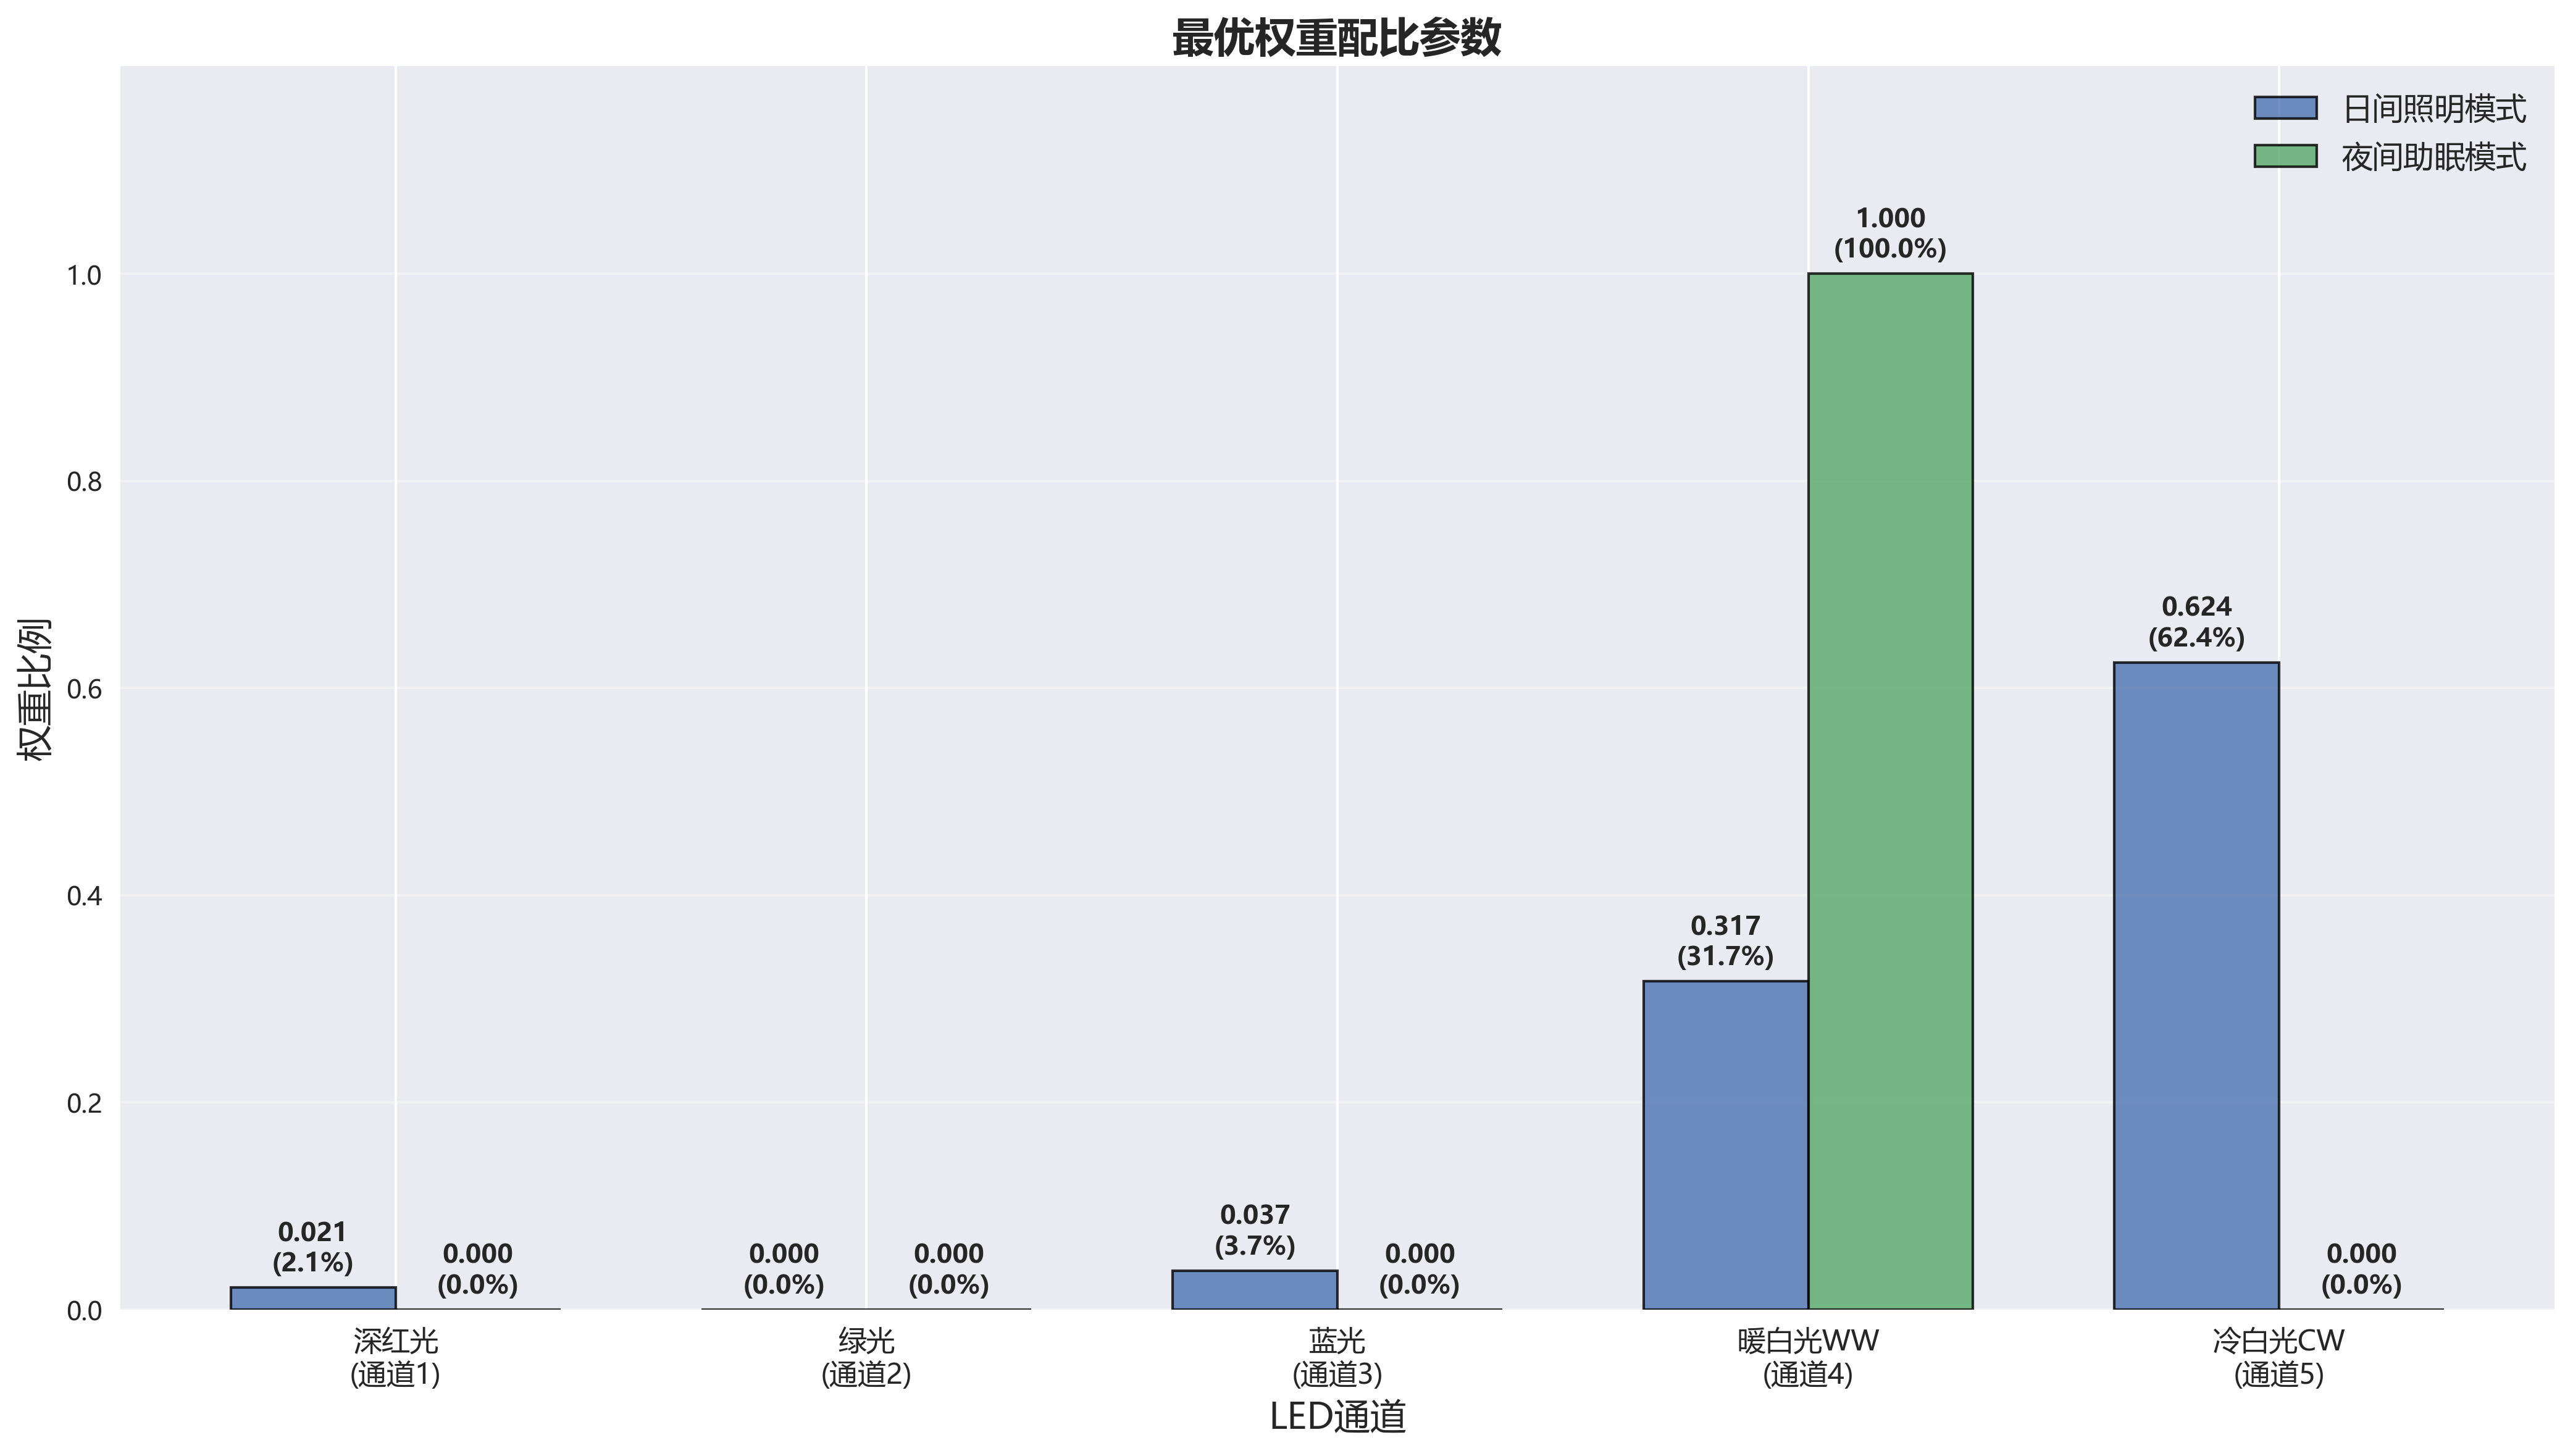 最优权重配比参数
日间照明模式
夜间助眠模式
权重比例
1.0
0.8
0.6
0.4
0.2
0.0
0.021
(2.1%)
0.000
(0.0%)
0.000
(0.0%)
0.000
(0.0%)
0.037
(3.7%)
0.000
(0.0%)
0.317
(31.7%)
1.000
(100.0%)
0.624
(62.4%)
0.000
(0.0%)
深红光
(通道1)
绿光
(通道2)
蓝光
(通道3)
暖白光WW
(通道4)
冷白光CW
(通道5)
LED通道